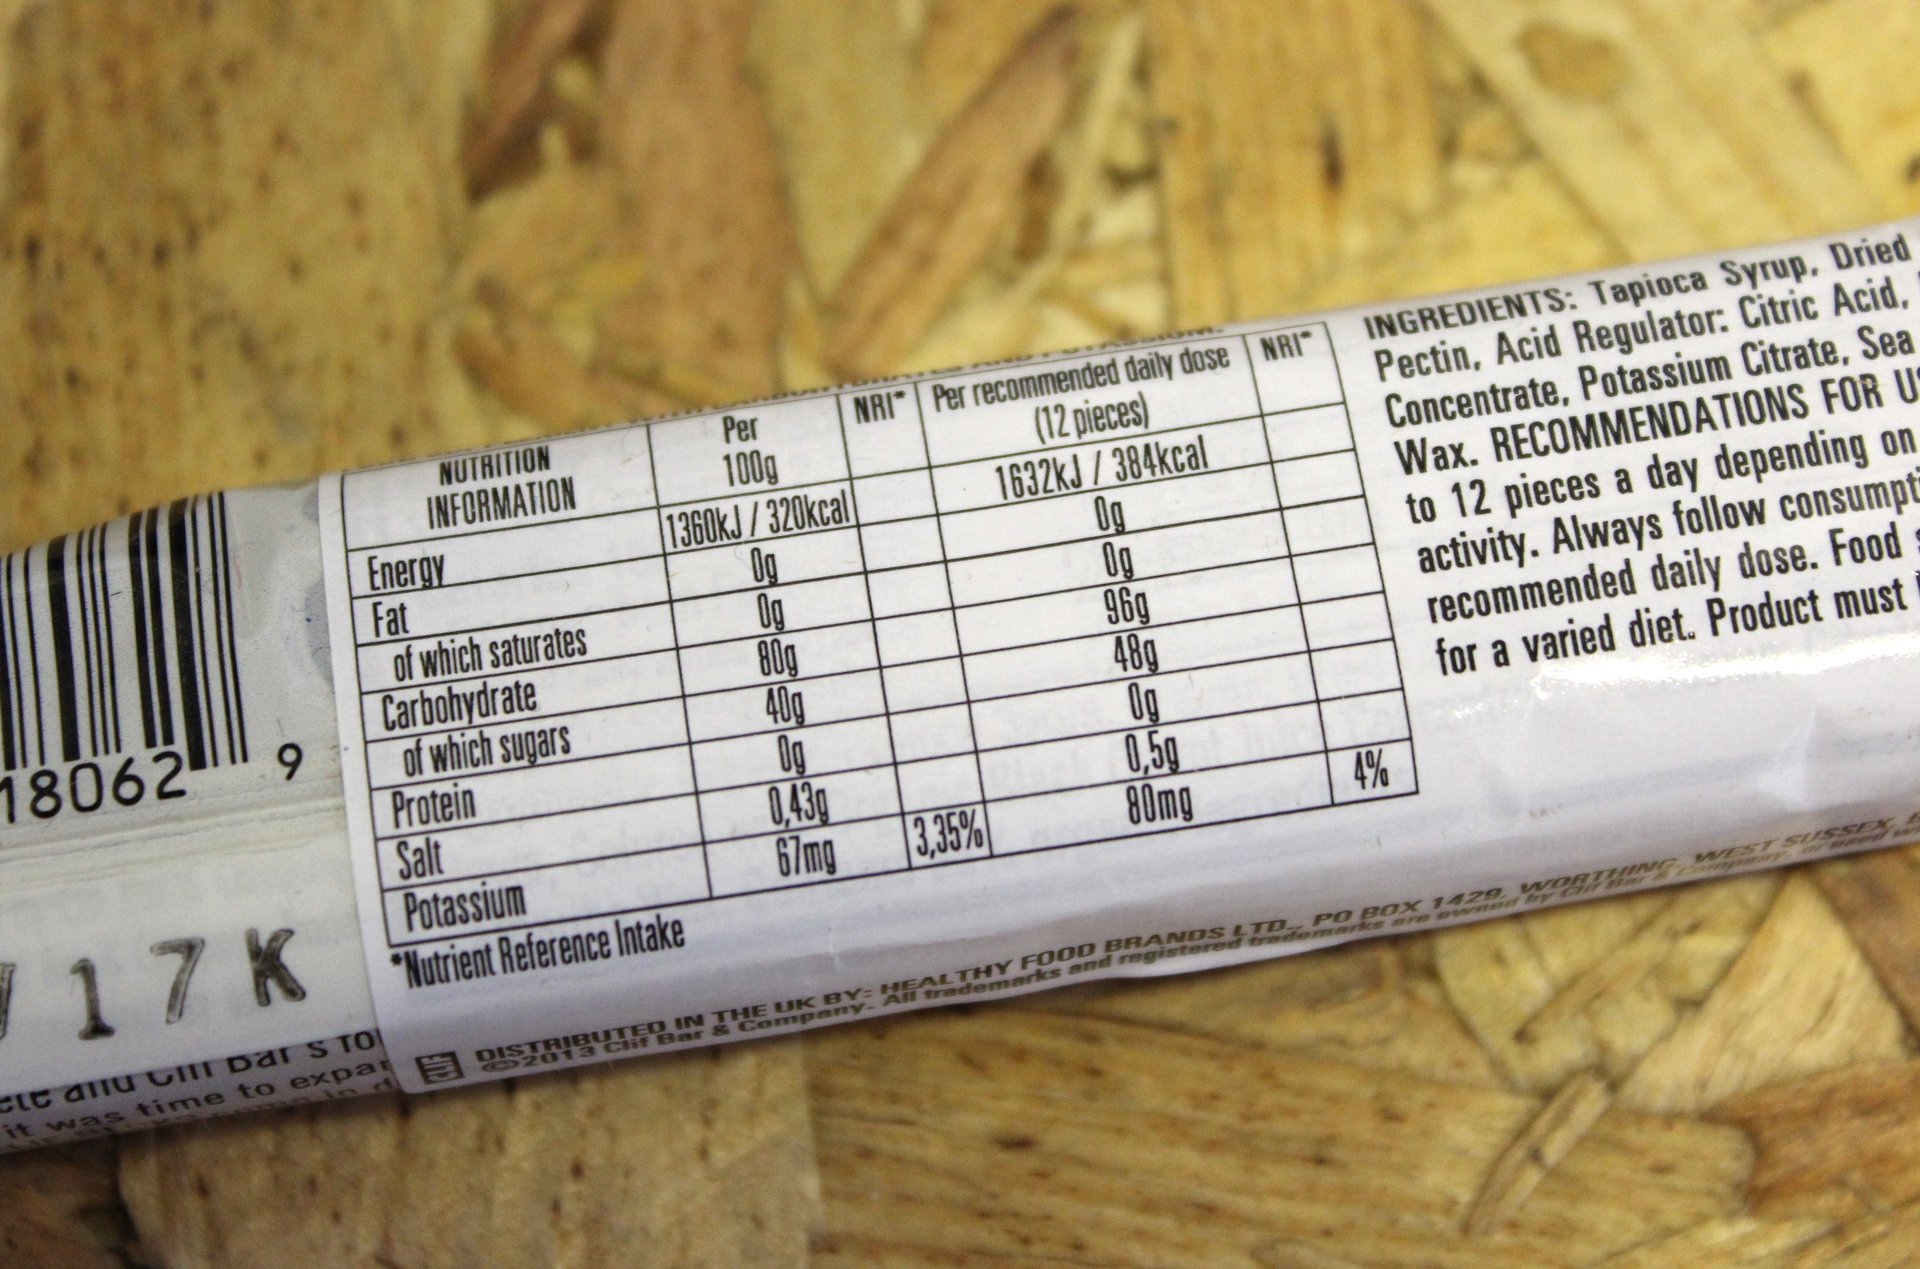 18062 9
17K
it was time to expan
NUTRITION INFORMATION | Per 100g | NRI* | Per recommended daily dose (12 pieces) | NRI*
Energy | 1360kJ / 320kcal | | 1632kJ / 384kcal
Fat | 0g | | 0g
of which saturates | 0g | | 0g
Carbohydrate | 80g | | 96g
of which sugars | 40g | | 48g
Protein | 0g | | 0g
Salt | 0,43g | | 0,5g
Potassium | 67mg | 3,35% | 80mg | 4%
*Nutrient Reference Intake
DISTRIBUTED IN THE UK BY: HEALTHY FOOD BRANDS LTD., PO BOX 1429, WORTHING, WEST SUSSEX,
©2013 Clif Bar & Company. All trademarks and registered trademarks are owned by Clif Bar & Company,
INGREDIENTS: Tapioca Syrup, Dried
Pectin, Acid Regulator: Citric Acid,
Concentrate, Potassium Citrate, Sea
Wax. RECOMMENDATIONS FOR
to 12 pieces a day depending on
activity. Always follow consumpti
recommended daily dose. Food
for a varied diet. Product must